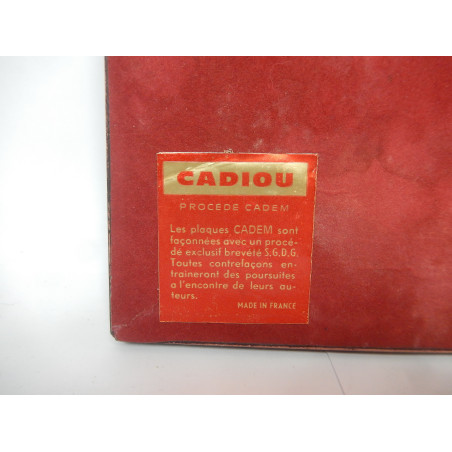 CADIOU
PROCEDE CADEM
Les plaques CADEM sont
façonnées avec un procé-
dé exclusif breveté S.G.D.G.
Toutes contrefaçons en-
traineront des poursuites
a l'encontre de leurs au-
teurs.
MADE IN FRANCE